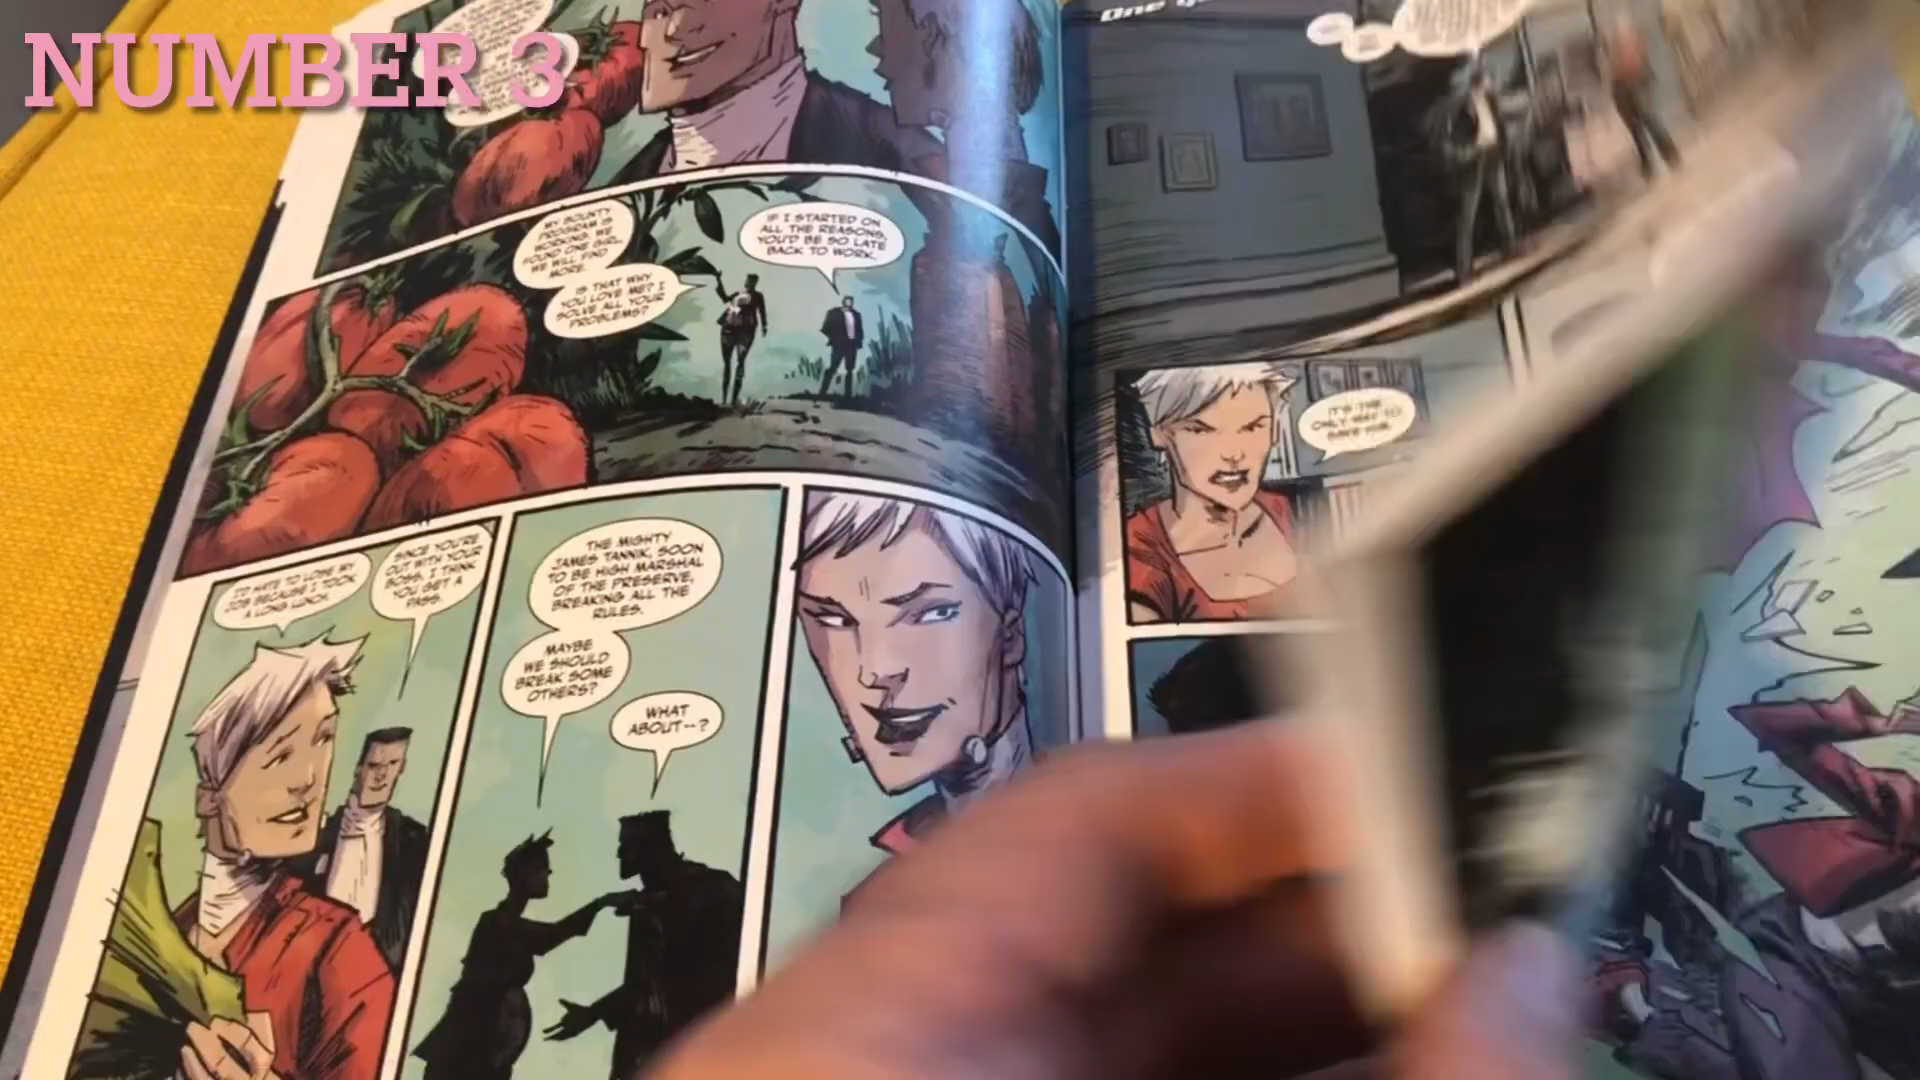 NUMBER 3
One
MY BOUNTY
PROGRAM IS
WORKING. WE
FOUND ONE GIRL,
WE WILL FIND
MORE.
IS THAT WHY
YOU LOVE ME? I
SOLVE ALL YOUR
PROBLEMS?
IF I STARTED ON
ALL THE REASONS,
YOU'D BE SO LATE
BACK TO WORK.
I'D HATE TO LOSE MY
JOB BECAUSE I TOOK
A LONG LUNCH.
SINCE YOU'RE
OUT WITH YOUR
BOSS, I THINK
YOU GET A
PASS.
THE MIGHTY
JAMES TANNIK, SOON
TO BE HIGH MARSHAL
OF THE PRESERVE,
BREAKING ALL THE
RULES.
MAYBE
WE SHOULD
BREAK SOME
OTHERS?
WHAT
ABOUT--?
IT'S THE
ONLY WAY TO
SAVE HIM.